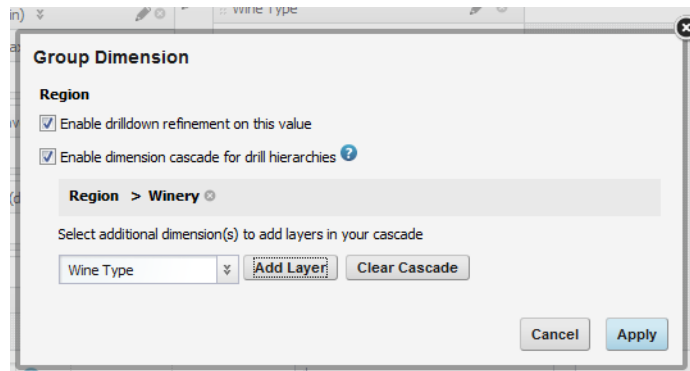 in)
Wine Type
Group Dimension
Region
Enable drilldown refinement on this value
Enable dimension cascade for drill hierarchies ?
Region > Winery
Select additional dimension(s) to add layers in your cascade
Wine Type
Add Layer
Clear Cascade
Cancel
Apply